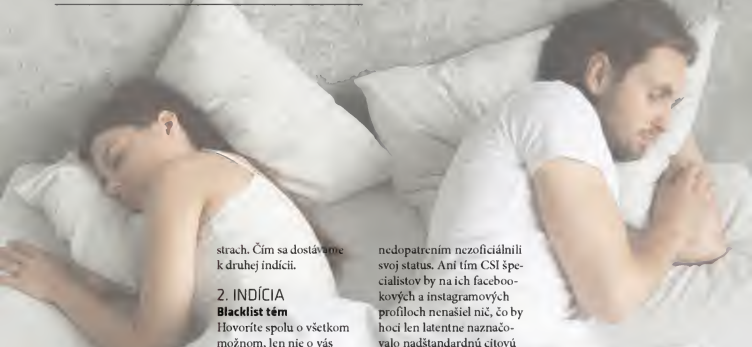 strach. Čím sa dostávame
k druhej indícii.
2. INDÍCIA
Blacklist tém
Hovoríte spolu o všetkom
možnom, len nie o vás
nedopatrením nezoficiálnili
svoj status. Ani tím CSI špe-
cialistov by na ich faceboo-
kových a instagramových
profiloch nenašiel nič, čo by
hoci len latentne naznačo-
valo nadštandardnú citovú